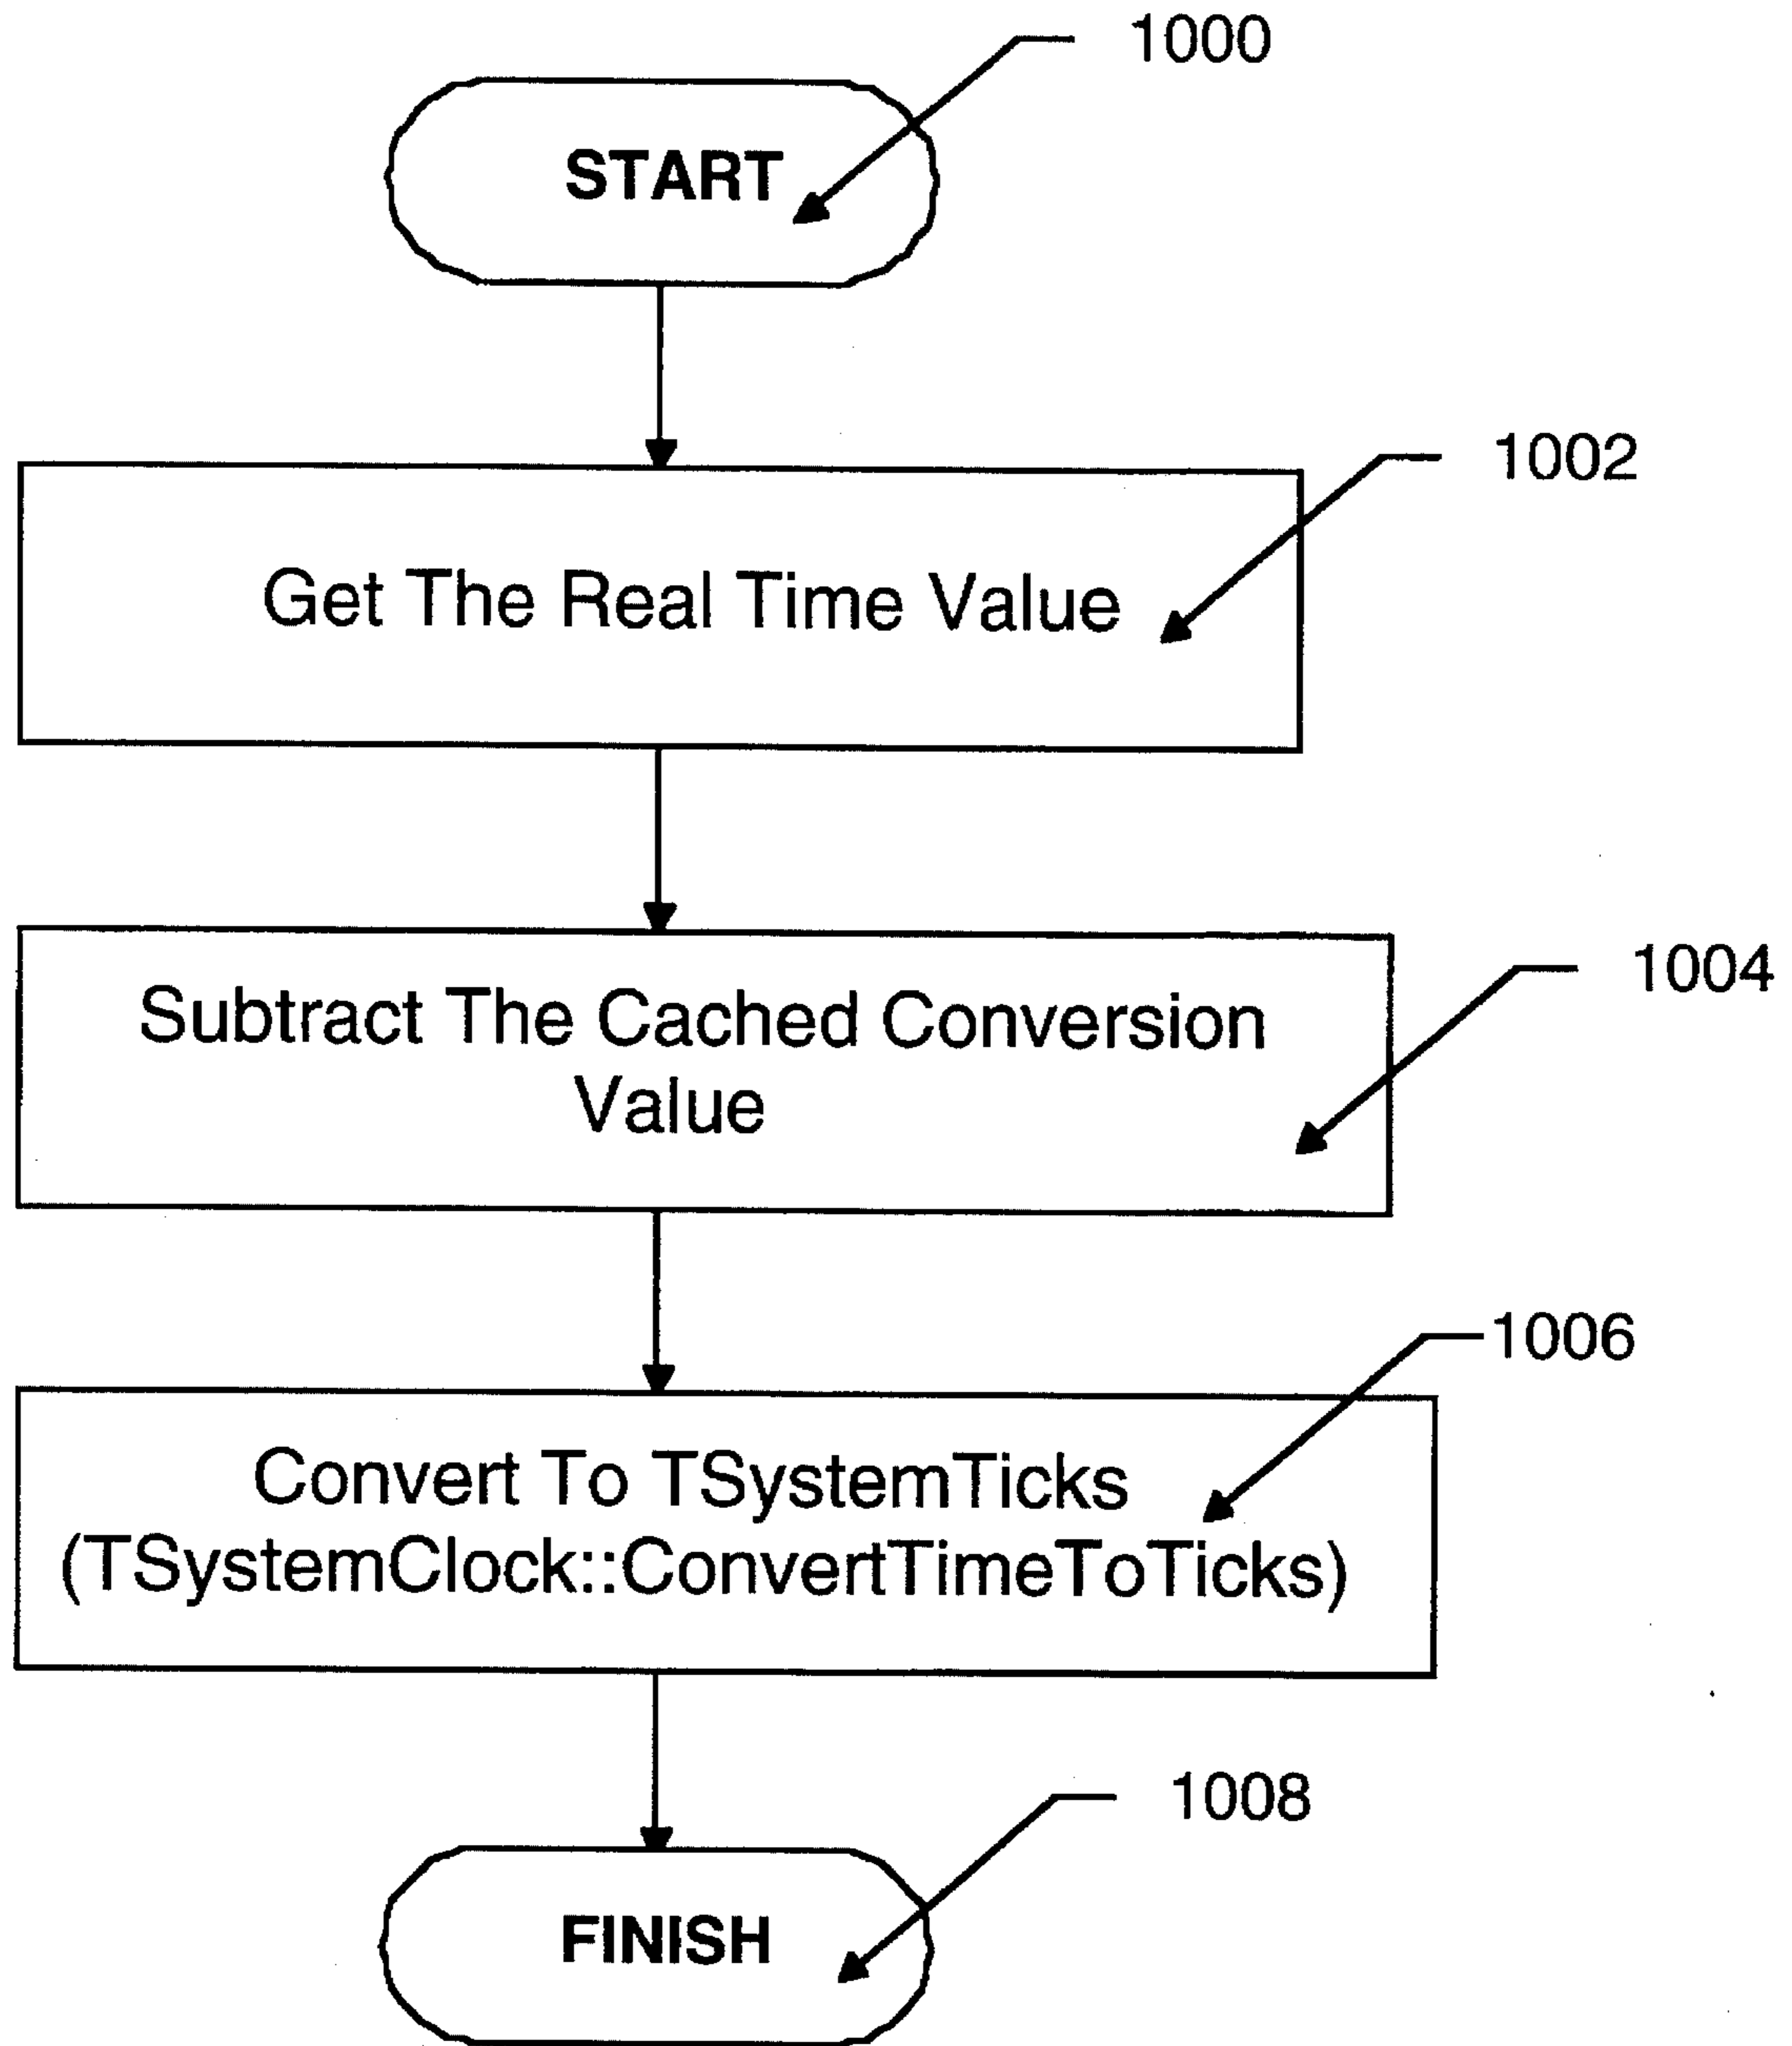 1000
START
1002
Get The Real Time Value
1004
Subtract The Cached Conversion
Value
1006
Convert To TSystemTicks
(TSystemClock::ConvertTimeToTicks)
1008
FINISH